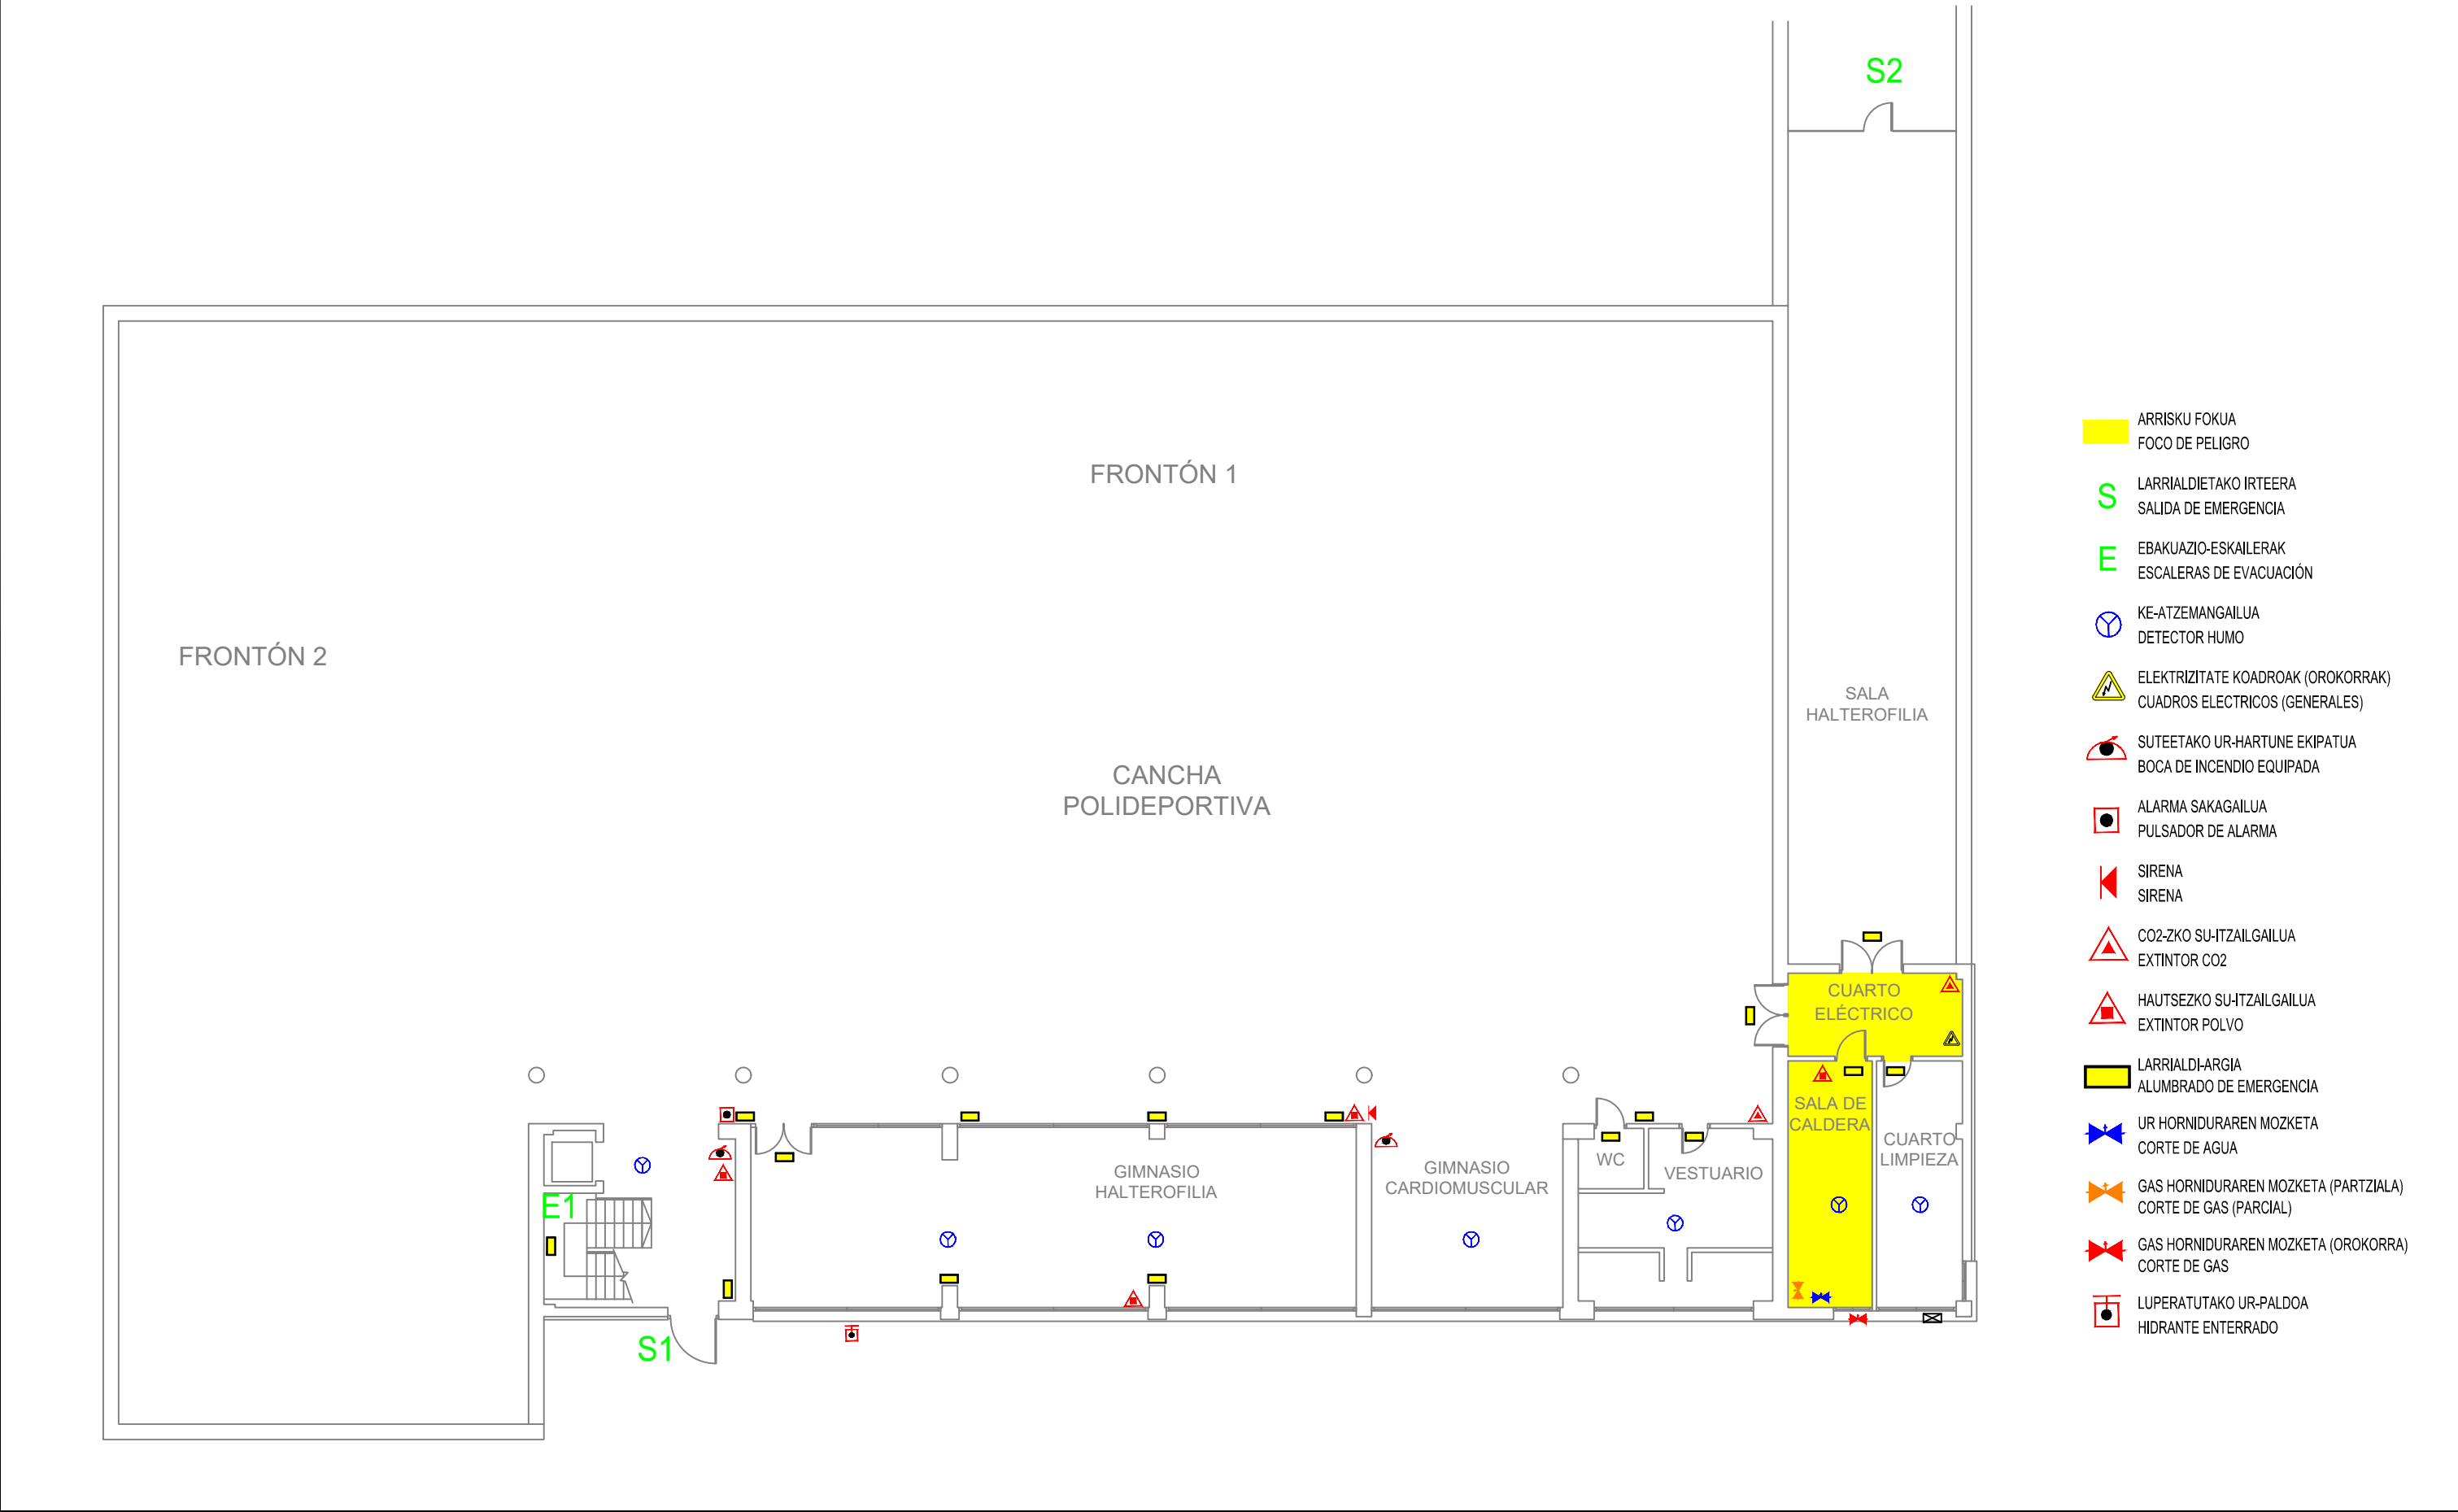 S2
FRONTÓN 1
FRONTÓN 2
SALA
HALTEROFILIA
CANCHA
POLIDEPORTIVA
CUARTO
ELÉCTRICO
SALA DE
CALDERA
CUARTO
LIMPIEZA
WC
VESTUARIO
GIMNASIO
CARDIOMUSCULAR
GIMNASIO
HALTEROFILIA
E1
S1
ARRISKU FOKUA
FOCO DE PELIGRO
S
LARRIALDIETAKO IRTEERA
SALIDA DE EMERGENCIA
E
EBAKUAZIO-ESKAILERAK
ESCALERAS DE EVACUACIÓN
KE-ATZEMANGAILUA
DETECTOR HUMO
ELEKTRIZITATE KOADROAK (OROKORRAK)
CUADROS ELECTRICOS (GENERALES)
SUTEETAKO UR-HARTUNE EKIPATUA
BOCA DE INCENDIO EQUIPADA
ALARMA SAKAGAILUA
PULSADOR DE ALARMA
SIRENA
SIRENA
CO2-ZKO SU-ITZAILGAILUA
EXTINTOR CO2
HAUTSEZKO SU-ITZAILGAILUA
EXTINTOR POLVO
LARRIALDI-ARGIA
ALUMBRADO DE EMERGENCIA
UR HORNIDURAREN MOZKETA
CORTE DE AGUA
GAS HORNIDURAREN MOZKETA (PARTZIALA)
CORTE DE GAS (PARCIAL)
GAS HORNIDURAREN MOZKETA (OROKORRA)
CORTE DE GAS
LUPERATUTAKO UR-PALDOA
HIDRANTE ENTERRADO